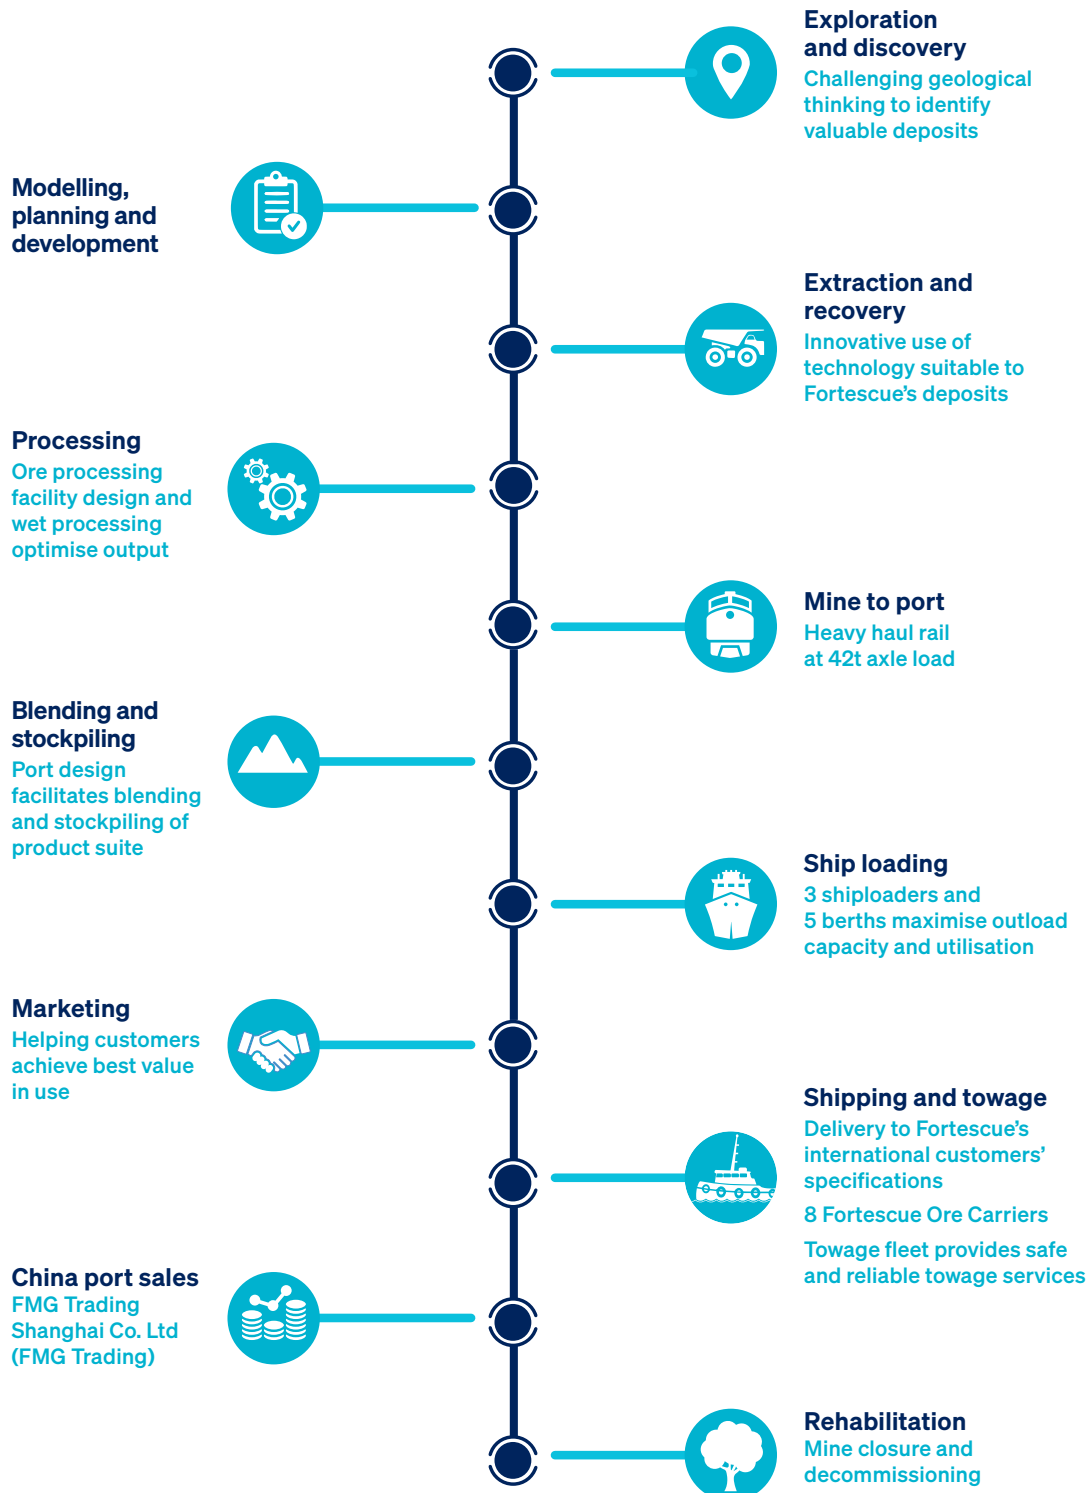 Exploration
and discovery
Challenging geological
thinking to identify
valuable deposits
Modelling,
planning and
development
Extraction and
recovery
Innovative use of
technology suitable to
Fortescue’s deposits
Processing
Ore processing
facility design and
wet processing
optimise output
Mine to port
Heavy haul rail
at 42t axle load
Blending and
stockpiling
Port design
facilitates blending
and stockpiling of
product suite
Ship loading
3 shiploaders and
5 berths maximise outload
capacity and utilisation
Marketing
Helping customers
achieve best value
in use
Shipping and towage
Delivery to Fortescue’s
international customers’
specifications
8 Fortescue Ore Carriers
Towage fleet provides safe
and reliable towage services
China port sales
FMG Trading
Shanghai Co. Ltd
(FMG Trading)
Rehabilitation
Mine closure and
decommissioning